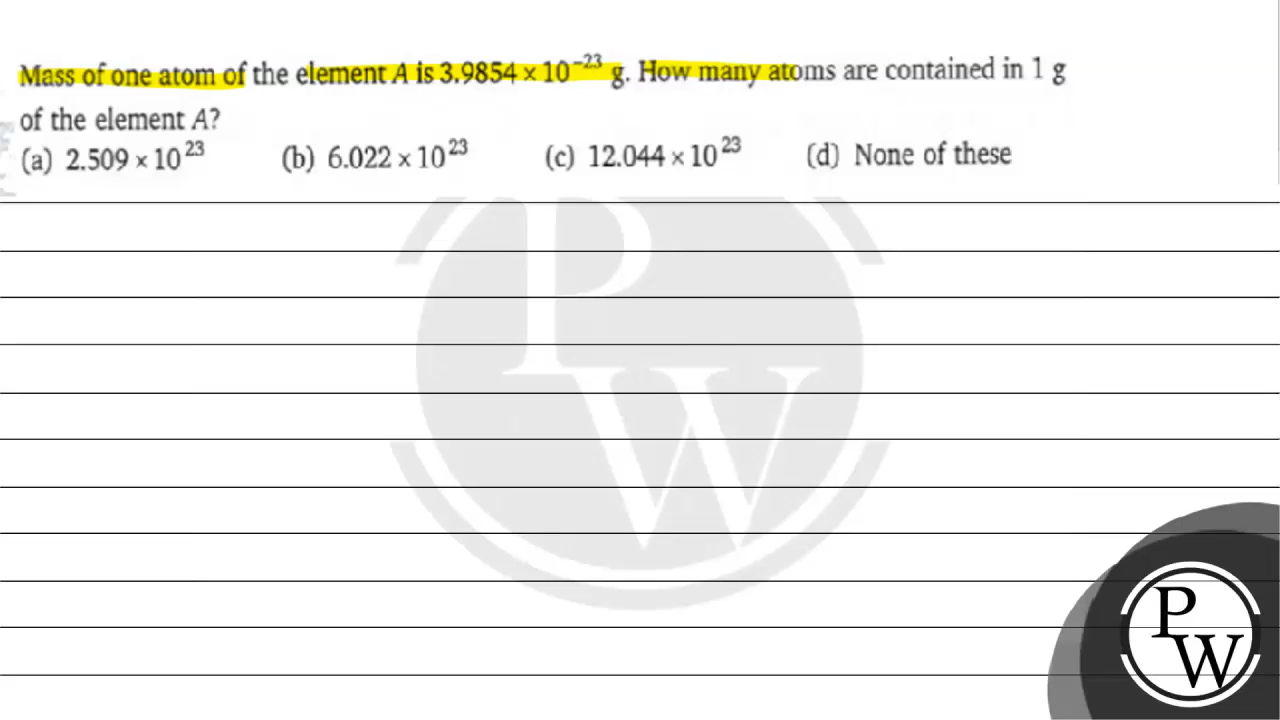 Mass of one atom of the element A is 3.9854 × 10⁻²³ g. How many atoms are contained in 1 g
of the element A?
(a) 2.509 × 10²³ (b) 6.022 × 10²³ (c) 12.044 × 10²³ (d) None of these
P
W
P
W